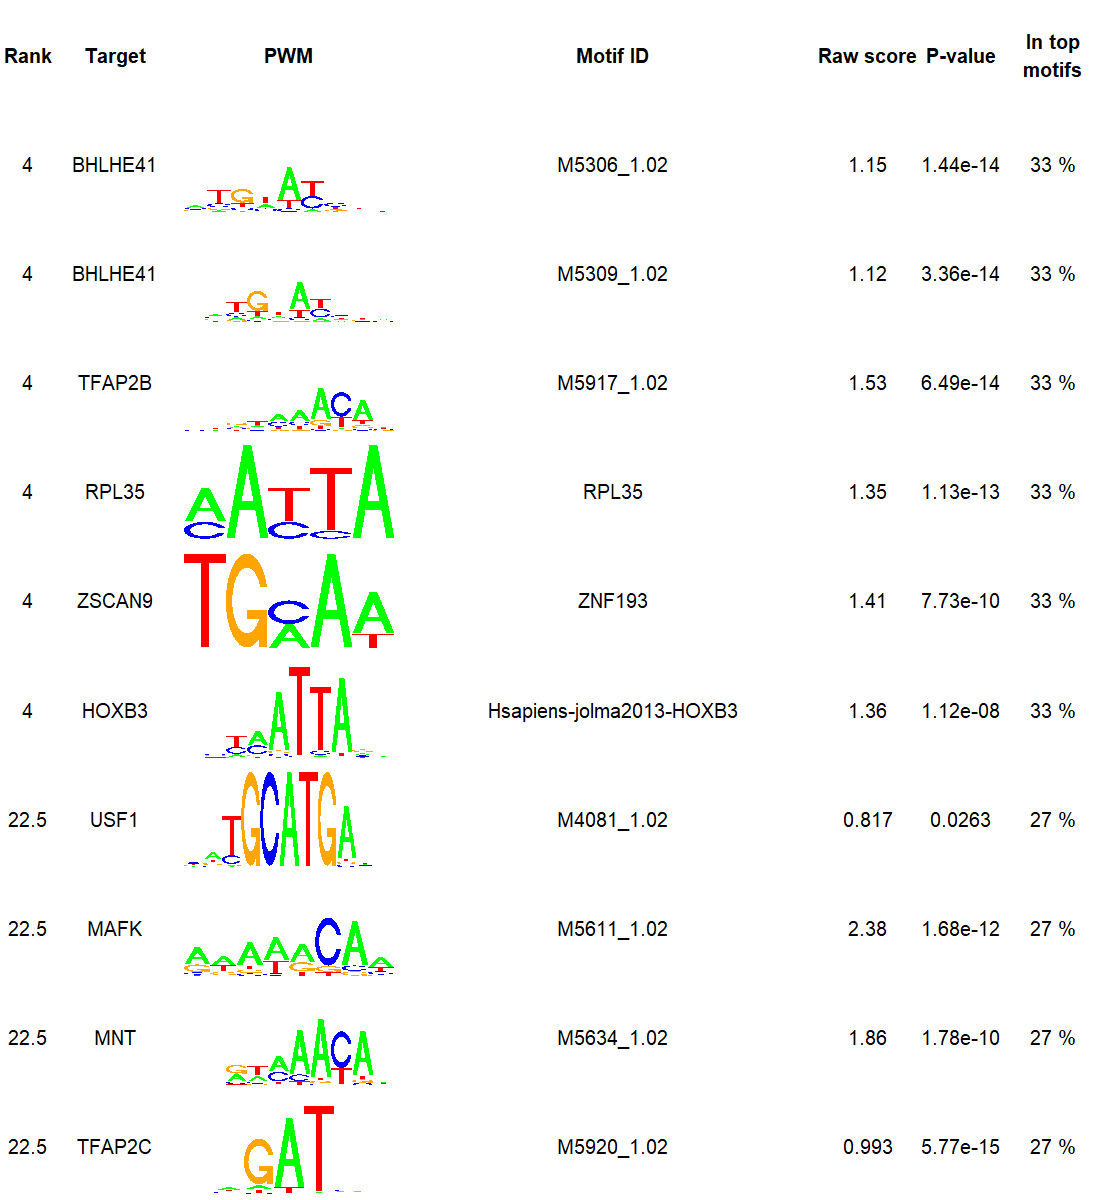 Rank Target PWM Motif ID Raw score P-value In top motifs
4 BHLHE41 M5306_1.02 1.15 1.44e-14 33 %
4 BHLHE41 M5309_1.02 1.12 3.36e-14 33 %
4 TFAP2B M5917_1.02 1.53 6.49e-14 33 %
4 RPL35 RPL35 1.35 1.13e-13 33 %
4 ZSCAN9 ZNF193 1.41 7.73e-10 33 %
4 HOXB3 Hsapiens-jolma2013-HOXB3 1.36 1.12e-08 33 %
22.5 USF1 M4081_1.02 0.817 0.0263 27 %
22.5 MAFK M5611_1.02 2.38 1.68e-12 27 %
22.5 MNT M5634_1.02 1.86 1.78e-10 27 %
22.5 TFAP2C M5920_1.02 0.993 5.77e-15 27 %